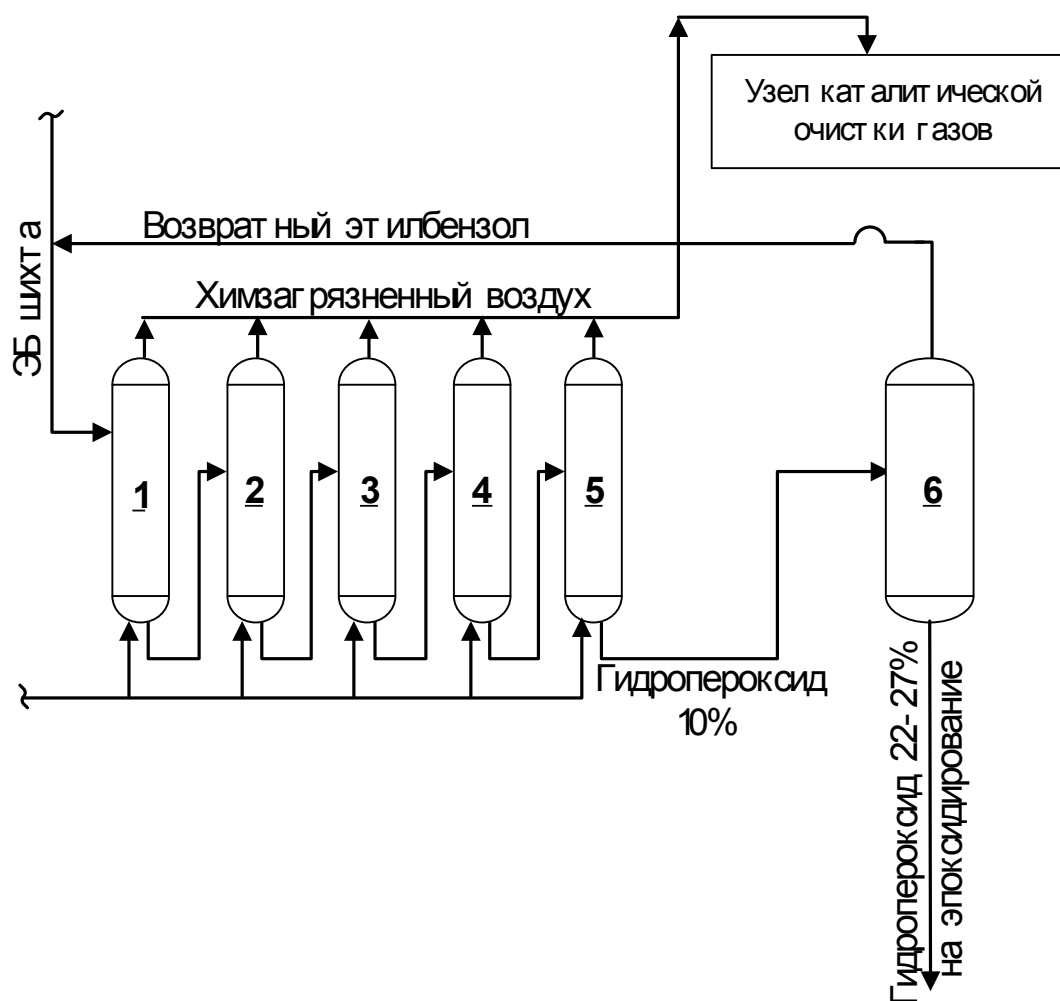 Узел каталитической
очистки газов
ЭБ шихта
Возвратный этилбензол
Химзагрязненный воздух
1
2
3
4
5
6
Гидропероксид
10%
Гидропероксид 22-27%
на эпоксидирование